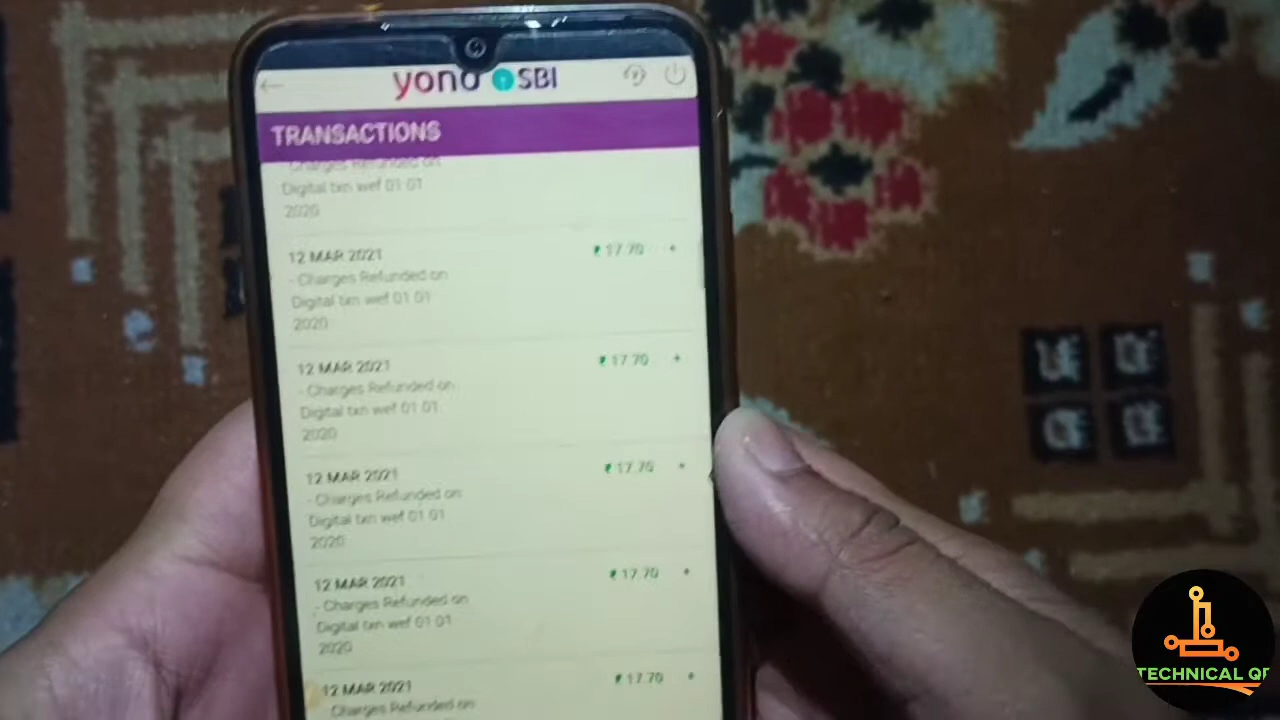 yono SBI
TRANSACTIONS
Charges Refunded on
Digital txn wef 01 01
2020
12 MAR 2021
₹ 17.70 +
- Charges Refunded on
Digital txn wef 01 01
2020
12 MAR 2021
₹ 17.70 +
- Charges Refunded on
Digital txn wef 01 01
2020
12 MAR 2021
₹ 17.70 +
- Charges Refunded on
Digital txn wef 01 01
2020
12 MAR 2021
₹ 17.70 +
- Charges Refunded on
Digital txn wef 01 01
2020
12 MAR 2021
₹ 17.70 +
- Charges Refunded on
TECHNICAL